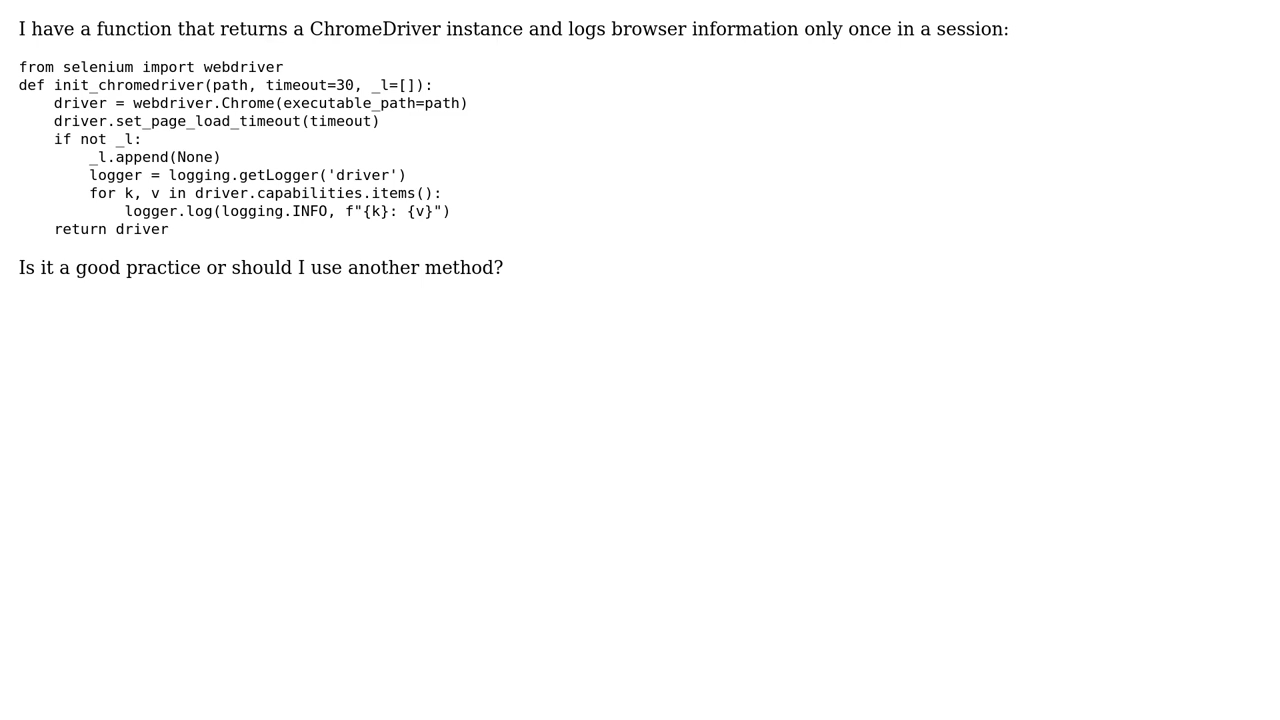 I have a function that returns a ChromeDriver instance and logs browser information only once in a session:
from selenium import webdriver
def init_chromedriver(path, timeout=30, _l=[]):
    driver = webdriver.Chrome(executable_path=path)
    driver.set_page_load_timeout(timeout)
    if not _l:
        _l.append(None)
        logger = logging.getLogger('driver')
        for k, v in driver.capabilities.items():
            logger.log(logging.INFO, f"{k}: {v}")
    return driver
Is it a good practice or should I use another method?